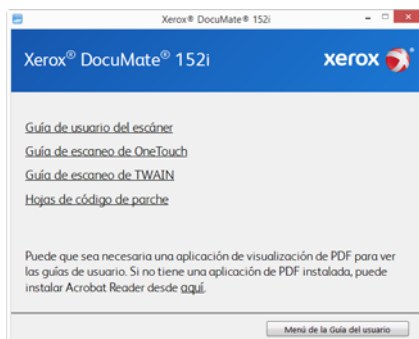 Xerox® DocuMate® 152i
Xerox® DocuMate® 152i
xerox
Guía de usuario del escáner
Guía de escaneo de OneTouch
Guía de escaneo de TWAIN
Hojas de código de parche
Puede que sea necesaria una aplicación de visualización de PDF para ver
las guías de usuario. Si no tiene una aplicación de PDF instalada, puede
instalar Acrobat Reader desde aquí.
Menú de la Guía del usuario